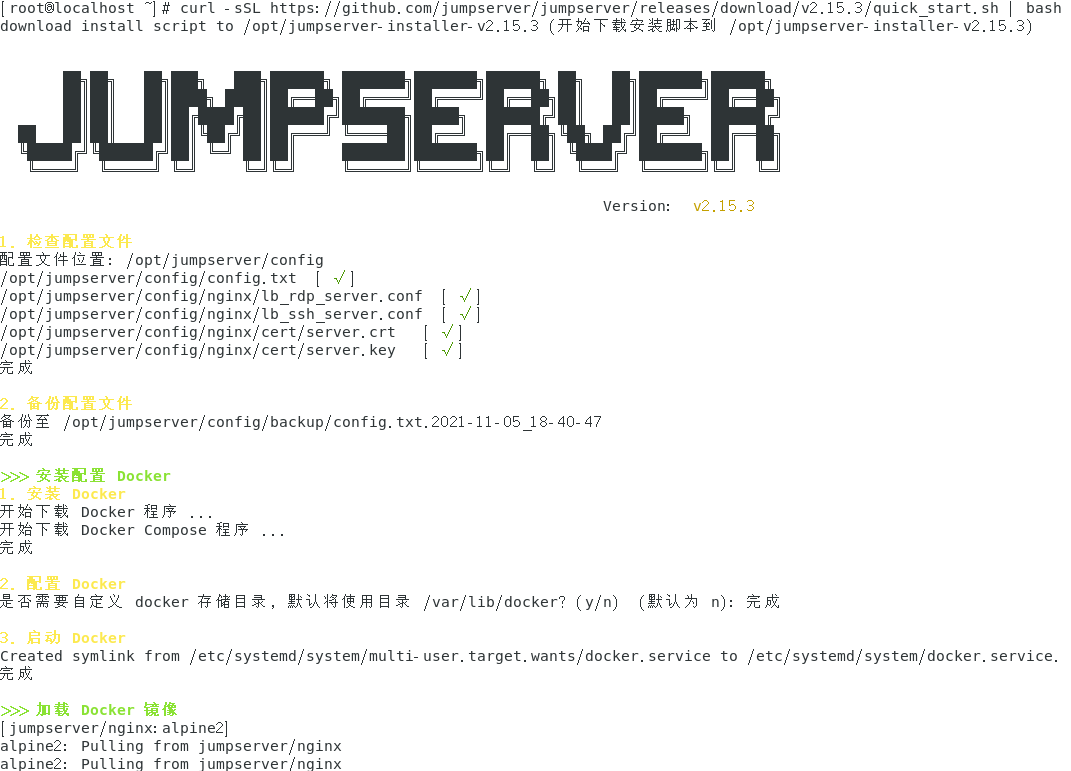 [root@localhost ~]# curl -sSL https://github.com/jumpserver/jumpserver/releases/download/v2.15.3/quick_start.sh | bash
download install script to /opt/jumpserver-installer-v2.15.3 (开始下载安装脚本到 /opt/jumpserver-installer-v2.15.3)
JUMPSERVER
Version: v2.15.3
1. 检查配置文件
配置文件位置: /opt/jumpserver/config
/opt/jumpserver/config/config.txt [ √ ]
/opt/jumpserver/config/nginx/lb_rdp_server.conf [ √ ]
/opt/jumpserver/config/nginx/lb_ssh_server.conf [ √ ]
/opt/jumpserver/config/nginx/cert/server.crt [ √ ]
/opt/jumpserver/config/nginx/cert/server.key [ √ ]
完成
2. 备份配置文件
备份至 /opt/jumpserver/config/backup/config.txt.2021-11-05_18-40-47
完成
>>> 安装配置 Docker
1. 安装 Docker
开始下载 Docker 程序 ...
开始下载 Docker Compose 程序 ...
完成
2. 配置 Docker
是否需要自定义 docker 存储目录, 默认将使用目录 /var/lib/docker? (y/n) (默认为 n): 完成
3. 启动 Docker
Created symlink from /etc/systemd/system/multi-user.target.wants/docker.service to /etc/systemd/system/docker.service.
完成
>>> 加载 Docker 镜像
[jumpserver/nginx:alpine2]
alpine2: Pulling from jumpserver/nginx
alpine2: Pulling from jumpserver/nginx